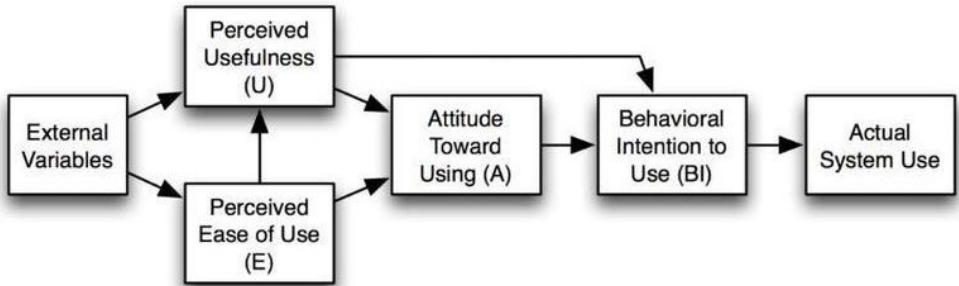 External
Variables
Perceived
Usefulness
(U)
Perceived
Ease of Use
(E)
Attitude
Toward
Using (A)
Behavioral
Intention to
Use (BI)
Actual
System Use